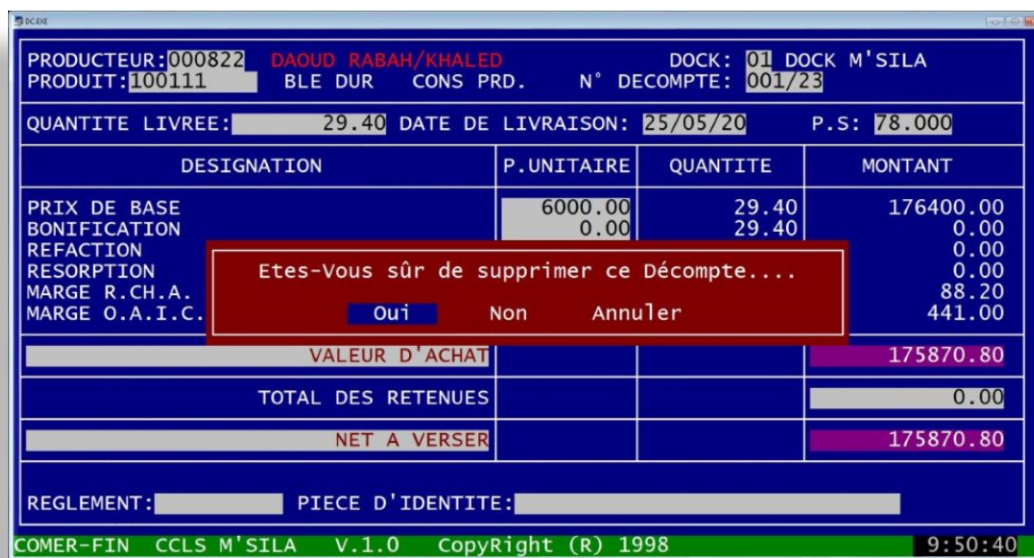 DC.EXE
PRODUCTEUR:000822 DAOUD RABAH/KHALED DOCK: 01 DOCK M'SILA
PRODUIT:100111 BLE DUR CONS PRD. N° DECOMPTE: 001/23
QUANTITE LIVREE: 29.40 DATE DE LIVRAISON: 25/05/20 P.S: 78.000
DESIGNATION P.UNITAIRE QUANTITE MONTANT
PRIX DE BASE 6000.00 29.40 176400.00
BONIFICATION 0.00 29.40 0.00
REFACTION 0.00
RESORPTION 0.00
MARGE R.CH.A. 88.20
MARGE O.A.I.C. 441.00
Etes-Vous sûr de supprimer ce Décompte....
Oui Non Annuler
VALEUR D'ACHAT 175870.80
TOTAL DES RETENUES 0.00
NET A VERSER 175870.80
REGLEMENT: PIECE D'IDENTITE:
COMER-FIN CCLS M'SILA V.1.0 CopyRight (R) 1998 9:50:40